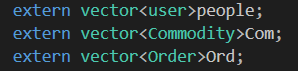 extern vector<user>people;
extern vector<Commodity>Com;
extern vector<Order>Ord;